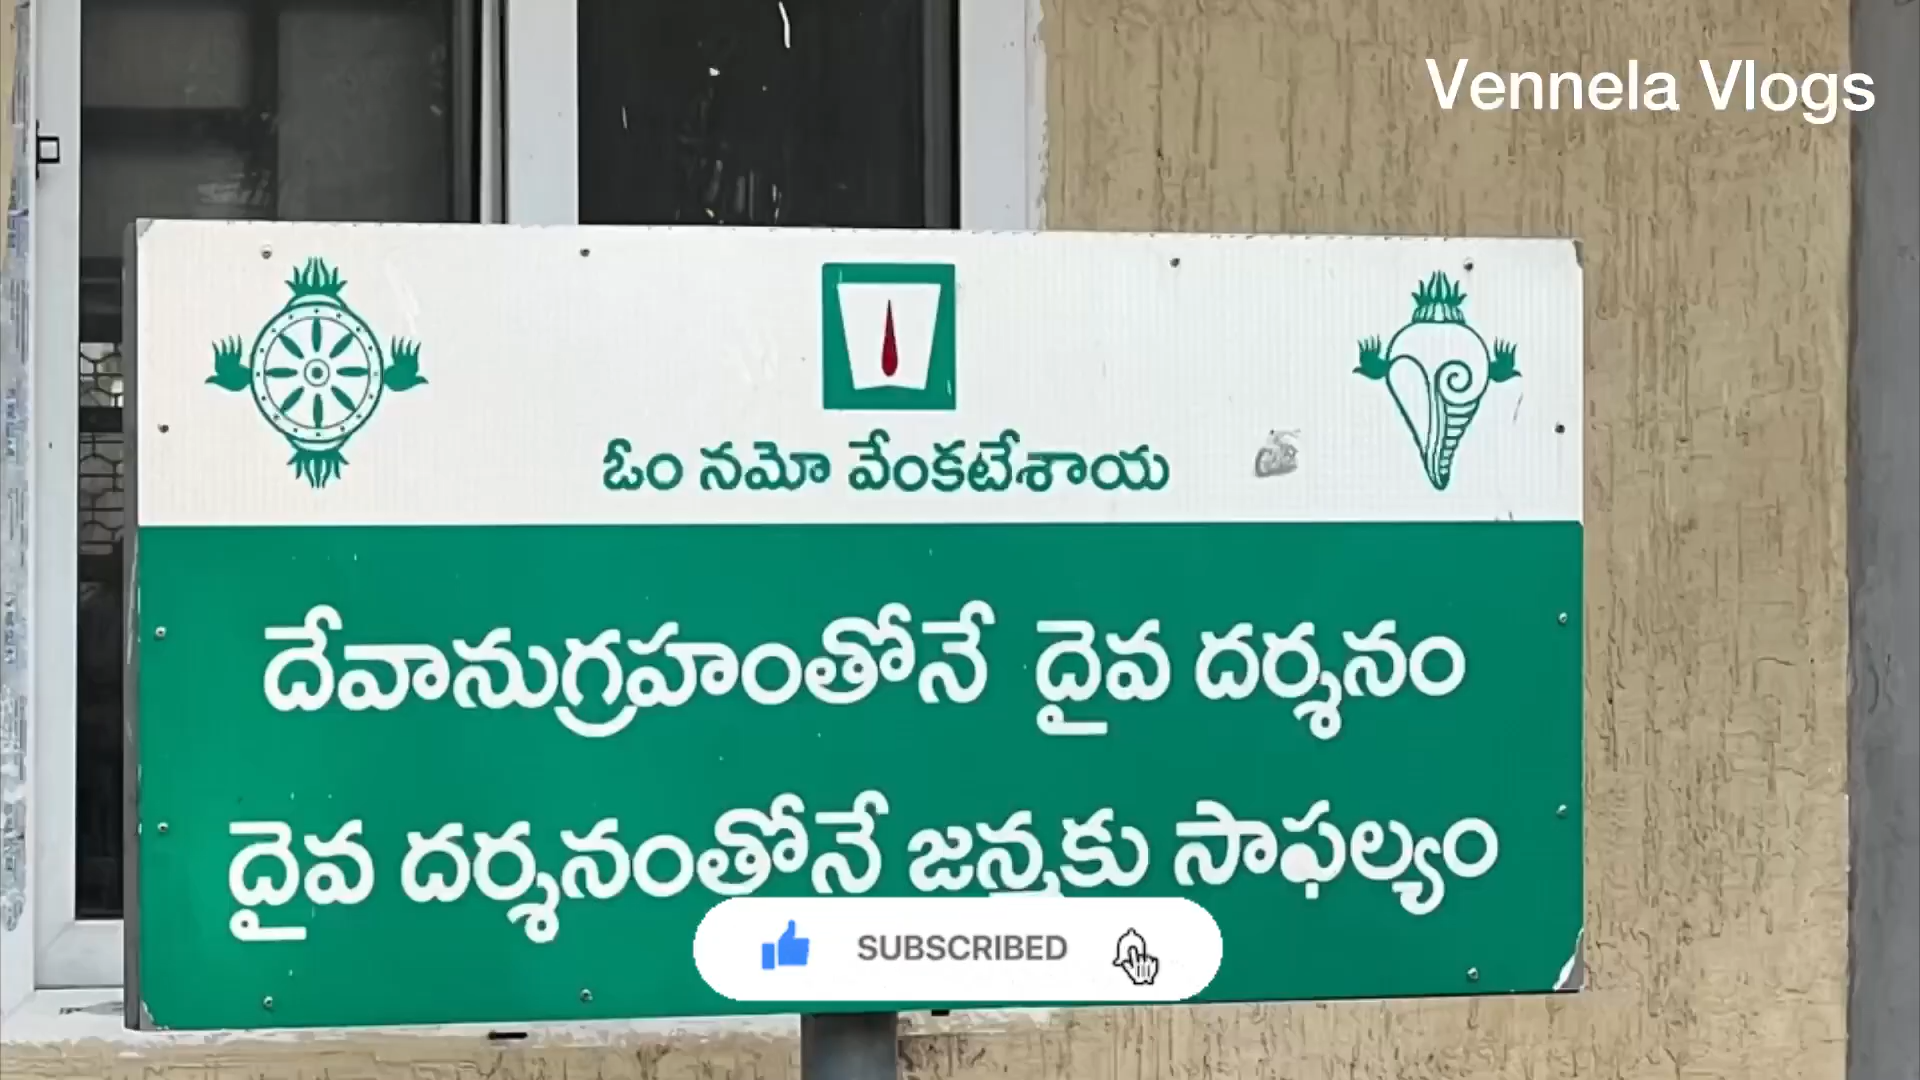 Vennela Vlogs
ఓం నమో వేంకటేశాయ
దేవానుగ్రహంతోనే దైవ దర్శనం
దైవ దర్శనంతోనే జన్మకు సాఫల్యం
SUBSCRIBED